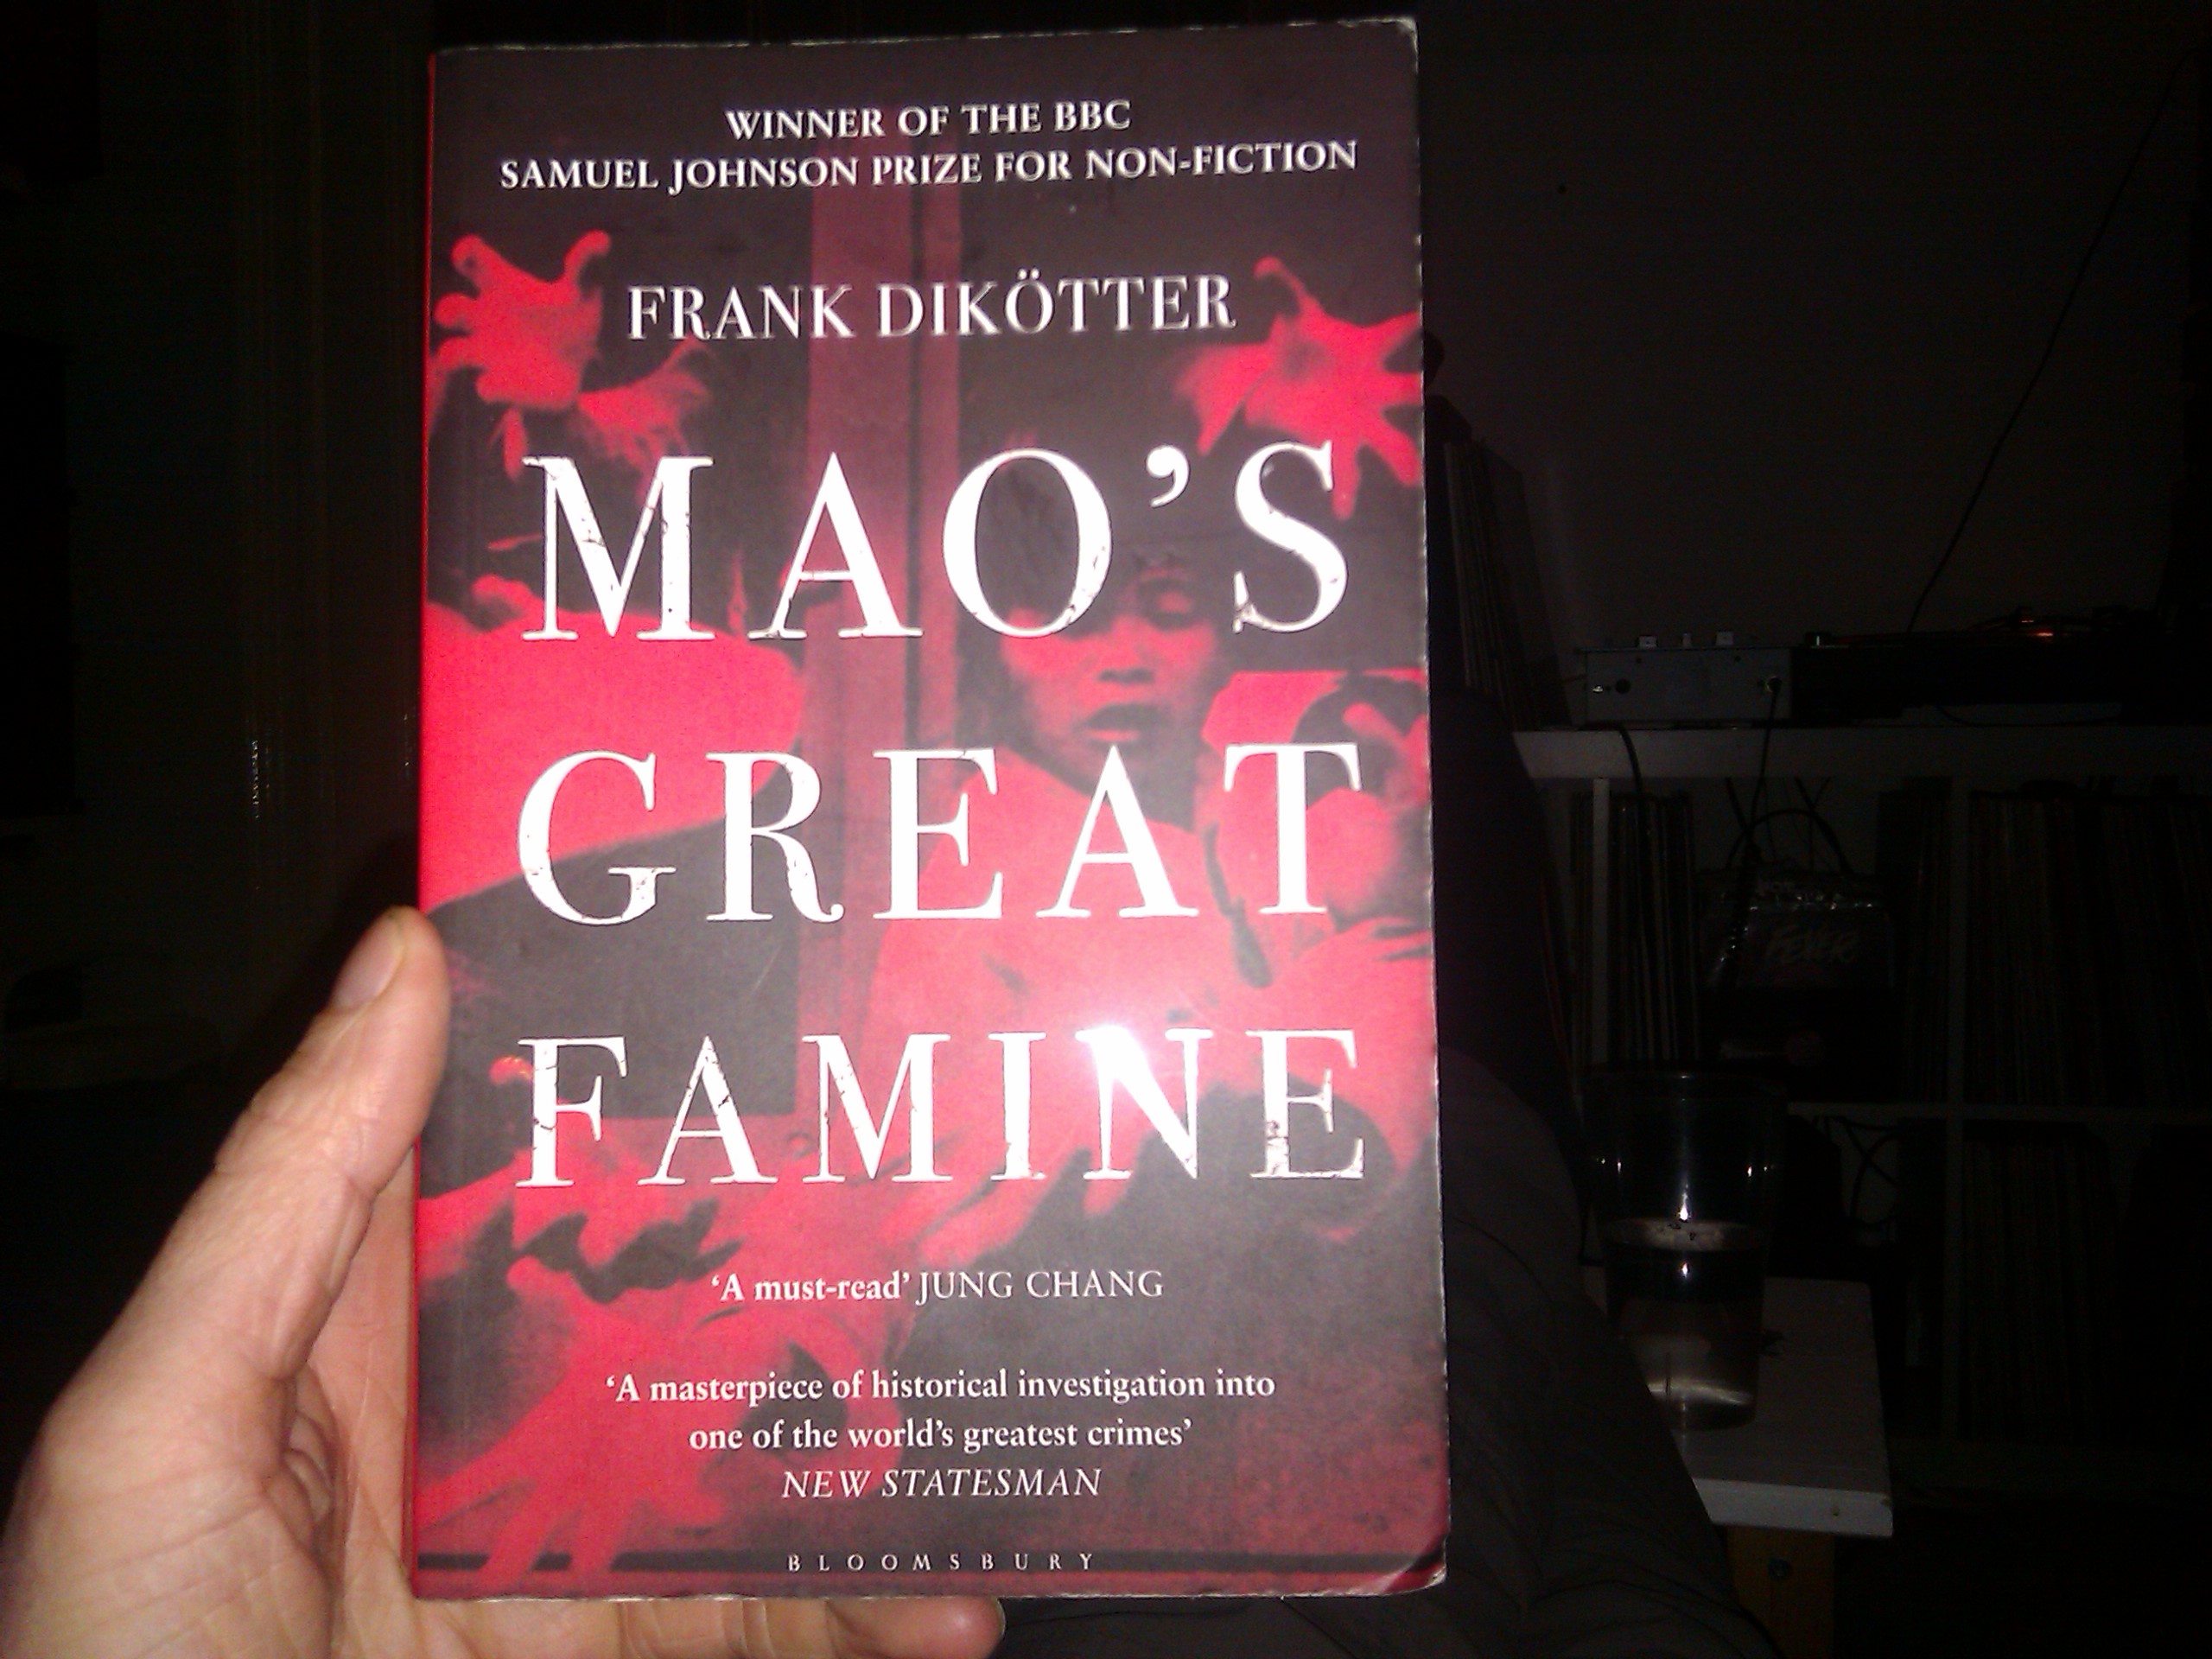 WINNER OF THE BBC
SAMUEL JOHNSON PRIZE FOR NON-FICTION
FRANK DIKÖTTER
MAO'S
GREAT
FAMINE
‘A must-read’ JUNG CHANG
‘A masterpiece of historical investigation into
one of the world’s greatest crimes’
NEW STATESMAN
BLOOMSBURY